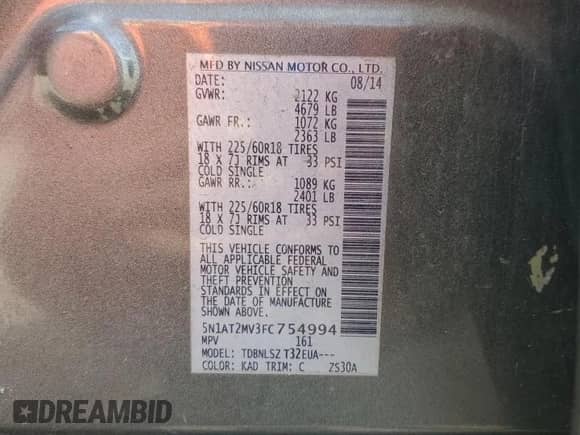 MFD BY NISSAN MOTOR CO., LTD.
DATE: 08/14
GVWR: 2122 KG
4679 LB
GAWR FR.: 1072 KG
2363 LB
WITH 225/60R18 TIRES
18 X 7J RIMS AT 33 PSI
COLD SINGLE
GAWR RR.: 1089 KG
2401 LB
WITH 225/60R18 TIRES
18 X 7J RIMS AT 33 PSI
COLD SINGLE
THIS VEHICLE CONFORMS TO
ALL APPLICABLE FEDERAL
MOTOR VEHICLE SAFETY AND
THEFT PREVENTION
STANDARDS IN EFFECT ON
THE DATE OF MANUFACTURE
SHOWN ABOVE.
5N1AT2MV3FC754994
MPV 161
MODEL: TDBNLSZ T32EUA---
COLOR: KAD TRIM: C ZS30A
DREAMBID